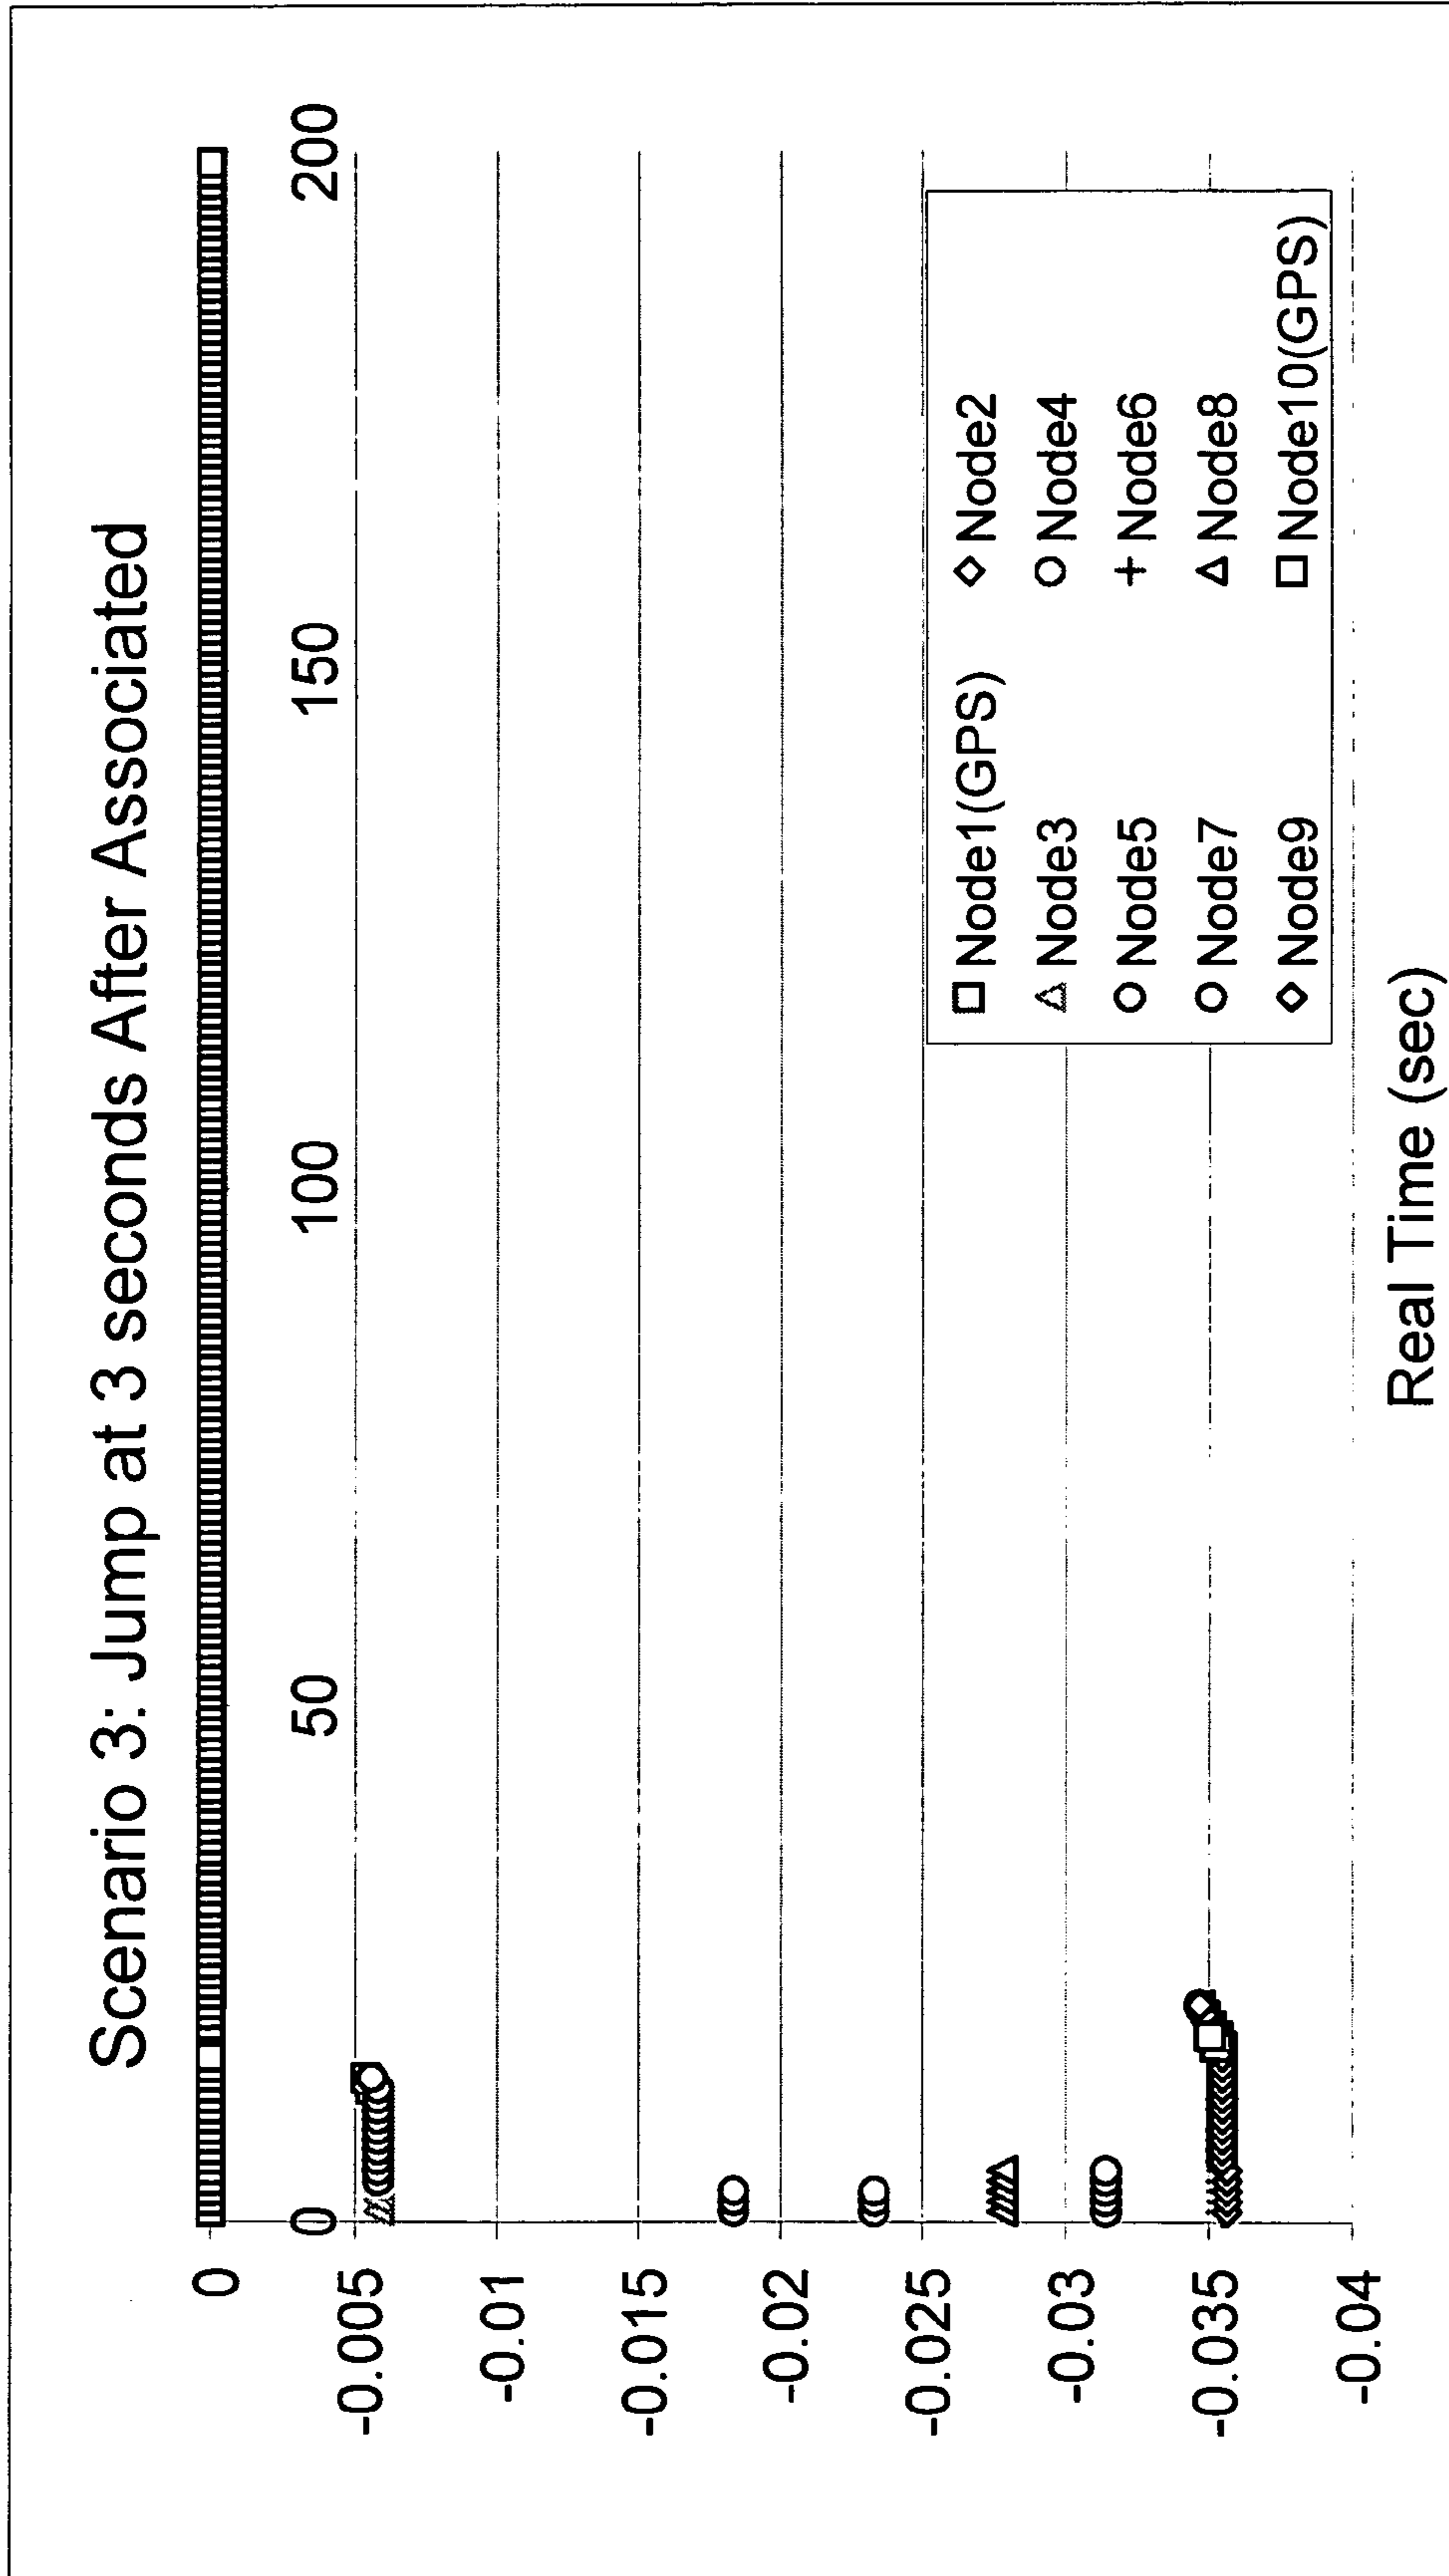 Scenario 3: Jump at 3 seconds After Associated
0
0 50 100 150 200
-0.005
-0.01
-0.015
-0.02
-0.025
-0.03
-0.035
-0.04
Node1(GPS) Node2
Node3 Node4
Node5 Node6
Node7 Node8
Node9 Node10(GPS)
Real Time (sec)